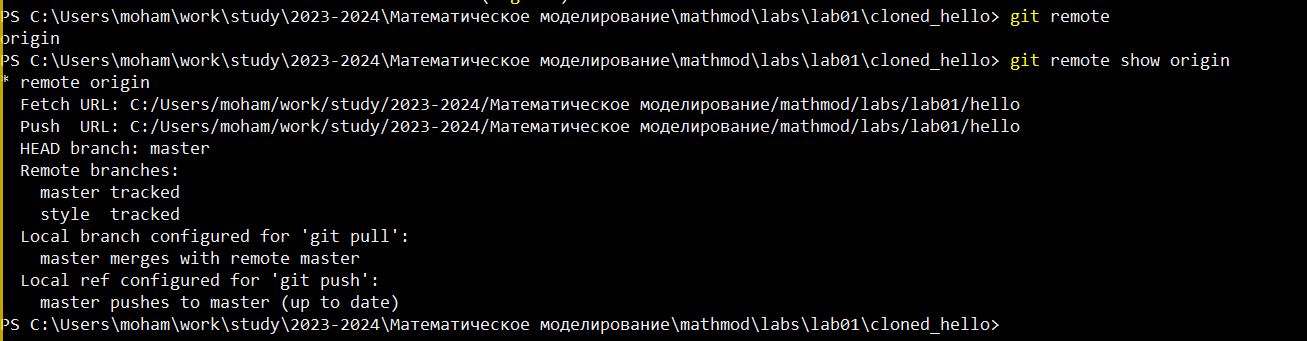 PS C:\Users\moham\work\study\2023-2024\Математическое моделирование\mathmod\labs\lab01\cloned_hello> git remote
origin
PS C:\Users\moham\work\study\2023-2024\Математическое моделирование\mathmod\labs\lab01\cloned_hello> git remote show origin
* remote origin
  Fetch URL: C:/Users/moham/work/study/2023-2024/Математическое моделирование/mathmod/labs/lab01/hello
  Push  URL: C:/Users/moham/work/study/2023-2024/Математическое моделирование/mathmod/labs/lab01/hello
  HEAD branch: master
  Remote branches:
    master tracked
    style  tracked
  Local branch configured for 'git pull':
    master merges with remote master
  Local ref configured for 'git push':
    master pushes to master (up to date)
PS C:\Users\moham\work\study\2023-2024\Математическое моделирование\mathmod\labs\lab01\cloned_hello>